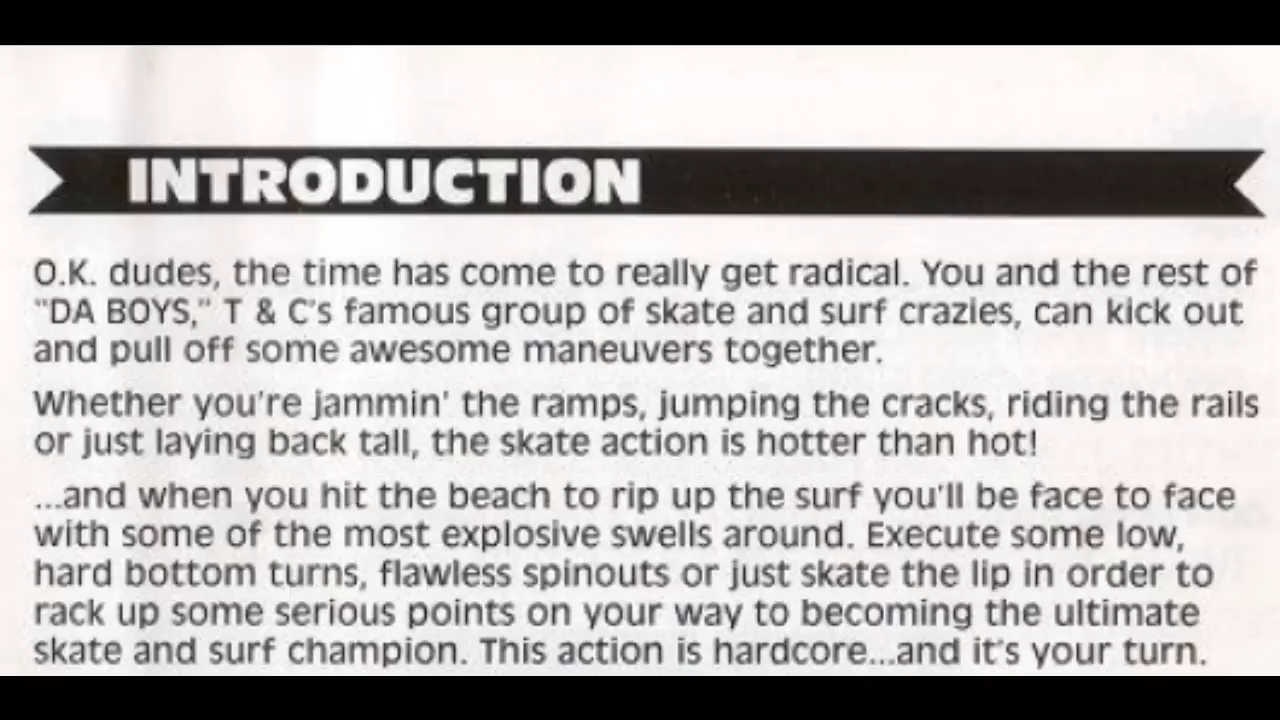 INTRODUCTION
O.K. dudes, the time has come to really get radical. You and the rest of
"DA BOYS," T & C's famous group of skate and surf crazies, can kick out
and pull off some awesome maneuvers together.
Whether you're jammin' the ramps, jumping the cracks, riding the rails
or just laying back tall, the skate action is hotter than hot!
...and when you hit the beach to rip up the surf you'll be face to face
with some of the most explosive swells around. Execute some low,
hard bottom turns, flawless spinouts or just skate the lip in order to
rack up some serious points on your way to becoming the ultimate
skate and surf champion. This action is hardcore...and it's your turn.